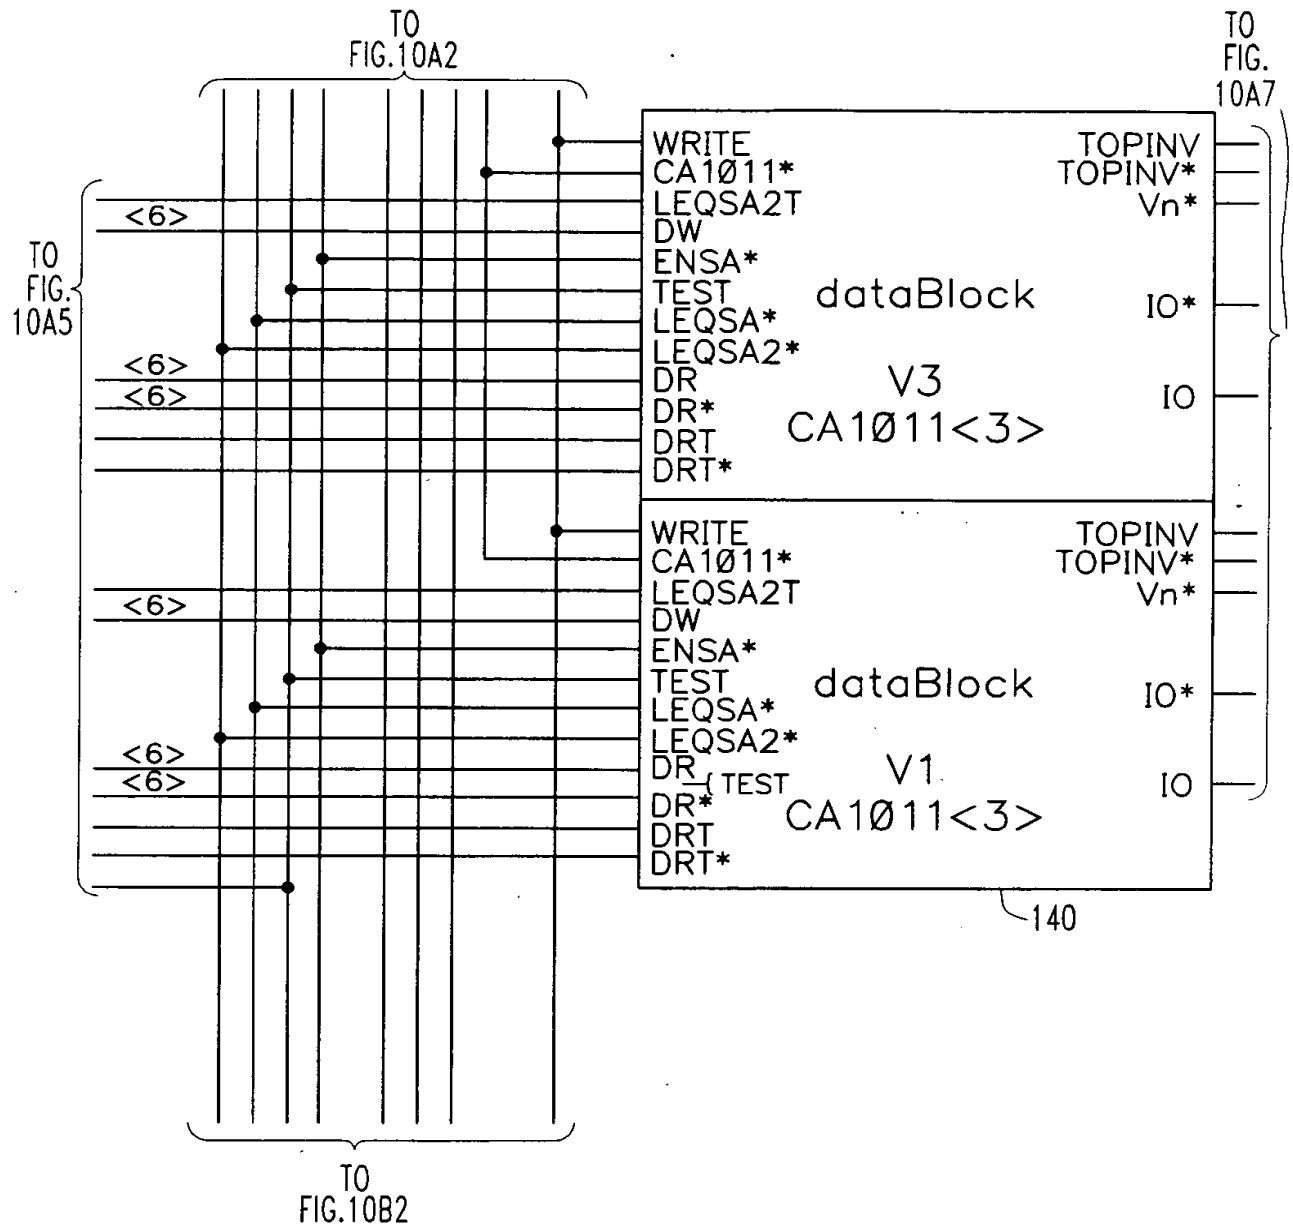 TO
FIG.10A2
TO
FIG.
10A7
TO
FIG.
10A5
WRITE
CA1Ø11*
LEQSA2T
<6>
DW
ENSA*
TEST
LEQSA*
LEQSA2*
<6>
DR
<6>
DR*
DRT
DRT*
dataBlock
V3
CA1Ø11<3>
TOPINV
TOPINV*
Vn*
IO*
IO
WRITE
CA1Ø11*
LEQSA2T
<6>
DW
ENSA*
TEST
LEQSA*
LEQSA2*
<6>
DR
TEST
<6>
DR*
DRT
DRT*
dataBlock
V1
CA1Ø11<3>
TOPINV
TOPINV*
Vn*
IO*
IO
140
TO
FIG.10B2